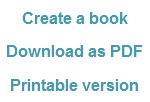 Create a book
Download as PDF
Printable version